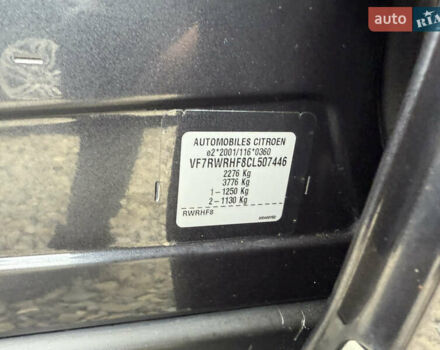 auto RIA
AUTOMOBILES CITROEN
e2*2001/116*0360
VF7RWRHF8CL507446
2276 Kg
3776 Kg
1-1250 Kg
2-1130 Kg
RWRHF8